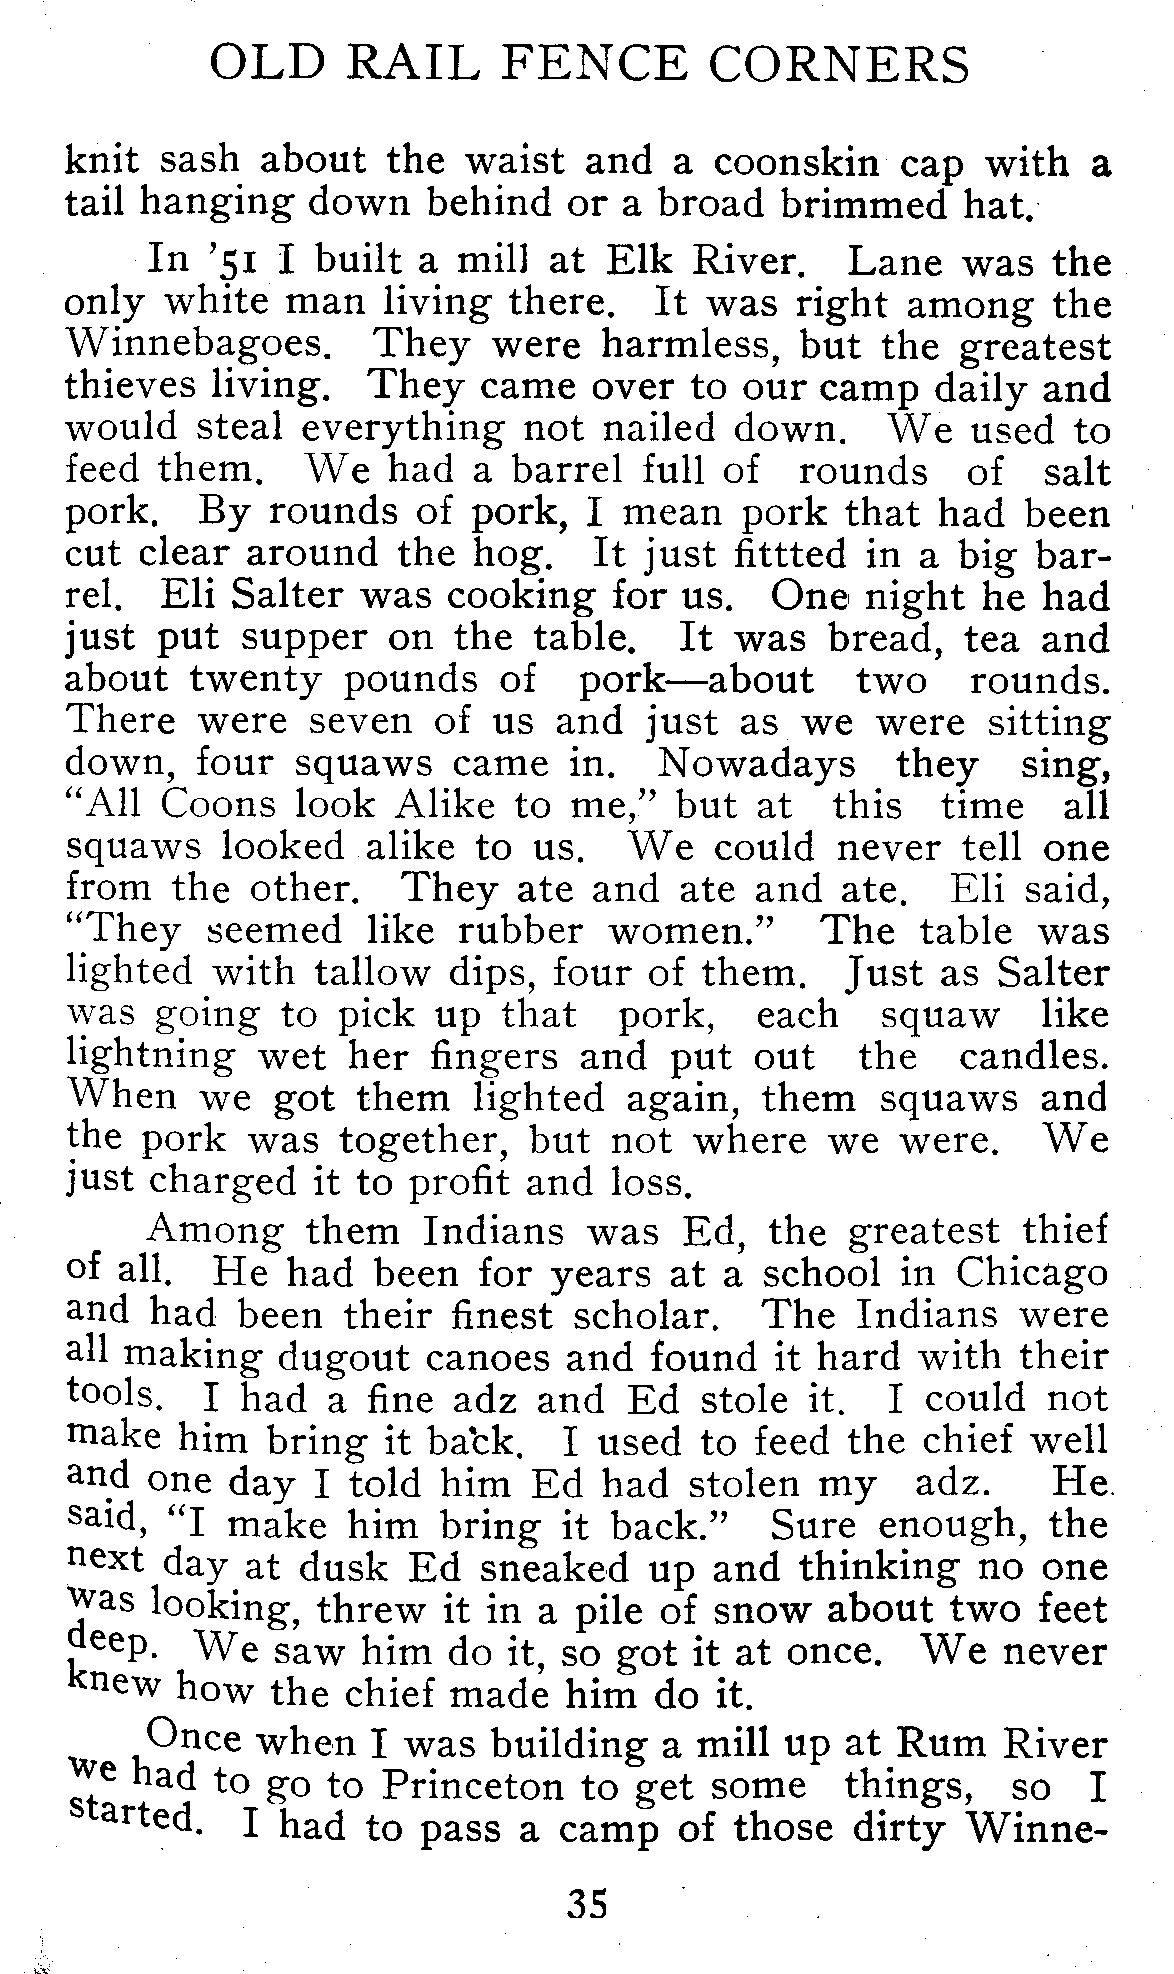 OLD RAIL FENCE CORNERS
knit sash about the waist and a coonskin cap with a
tail hanging down behind or a broad brimmed hat.
In ’51 I built a mill at Elk River. Lane was the
only white man living there. It was right among the
Winnebagoes. They were harmless, but the greatest
thieves living. They came over to our camp daily and
would steal everything not nailed down. We used to
feed them. We had a barrel full of rounds of salt
pork. By rounds of pork, I mean pork that had been
cut clear around the hog. It just fittted in a big bar-
rel. Eli Salter was cooking for us. One night he had
just put supper on the table. It was bread, tea and
about twenty pounds of pork—about two rounds.
There were seven of us and just as we were sitting
down, four squaws came in. Nowadays they sing,
“All Coons look Alike to me,” but at this time all
squaws looked alike to us. We could never tell one
from the other. They ate and ate and ate. Eli said,
“They seemed like rubber women.” The table was
lighted with tallow dips, four of them. Just as Salter
was going to pick up that pork, each squaw like
lightning wet her fingers and put out the candles.
When we got them lighted again, them squaws and
the pork was together, but not where we were. We
just charged it to profit and loss.
Among them Indians was Ed, the greatest thief
of all. He had been for years at a school in Chicago
and had been their finest scholar. The Indians were
all making dugout canoes and found it hard with their
tools. I had a fine adz and Ed stole it. I could not
make him bring it back. I used to feed the chief well
and one day I told him Ed had stolen my adz. He
said, “I make him bring it back.” Sure enough, the
next day at dusk Ed sneaked up and thinking no one
was looking, threw it in a pile of snow about two feet
deep. We saw him do it, so got it at once. We never
knew how the chief made him do it.
Once when I was building a mill up at Rum River
we had to go to Princeton to get some things, so I
started. I had to pass a camp of those dirty Winne-
35